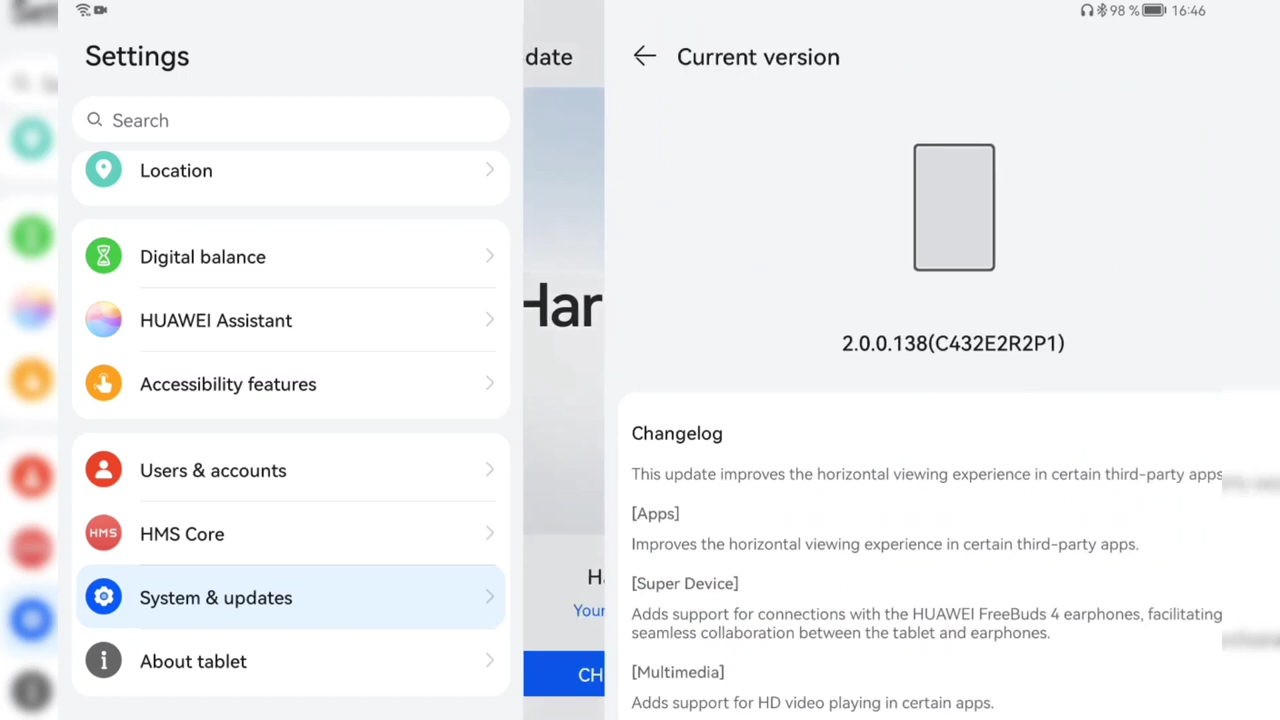 98 % 16:46
Settings
Search
Location
Digital balance
HUAWEI Assistant
Accessibility features
Users & accounts
HMS
HMS Core
System & updates
About tablet
date
Har
Ha
Your
CH
Current version
2.0.0.138(C432E2R2P1)
Changelog
This update improves the horizontal viewing experience in certain third-party apps
[Apps]
Improves the horizontal viewing experience in certain third-party apps.
[Super Device]
Adds support for connections with the HUAWEI FreeBuds 4 earphones, facilitating
seamless collaboration between the tablet and earphones.
[Multimedia]
Adds support for HD video playing in certain apps.